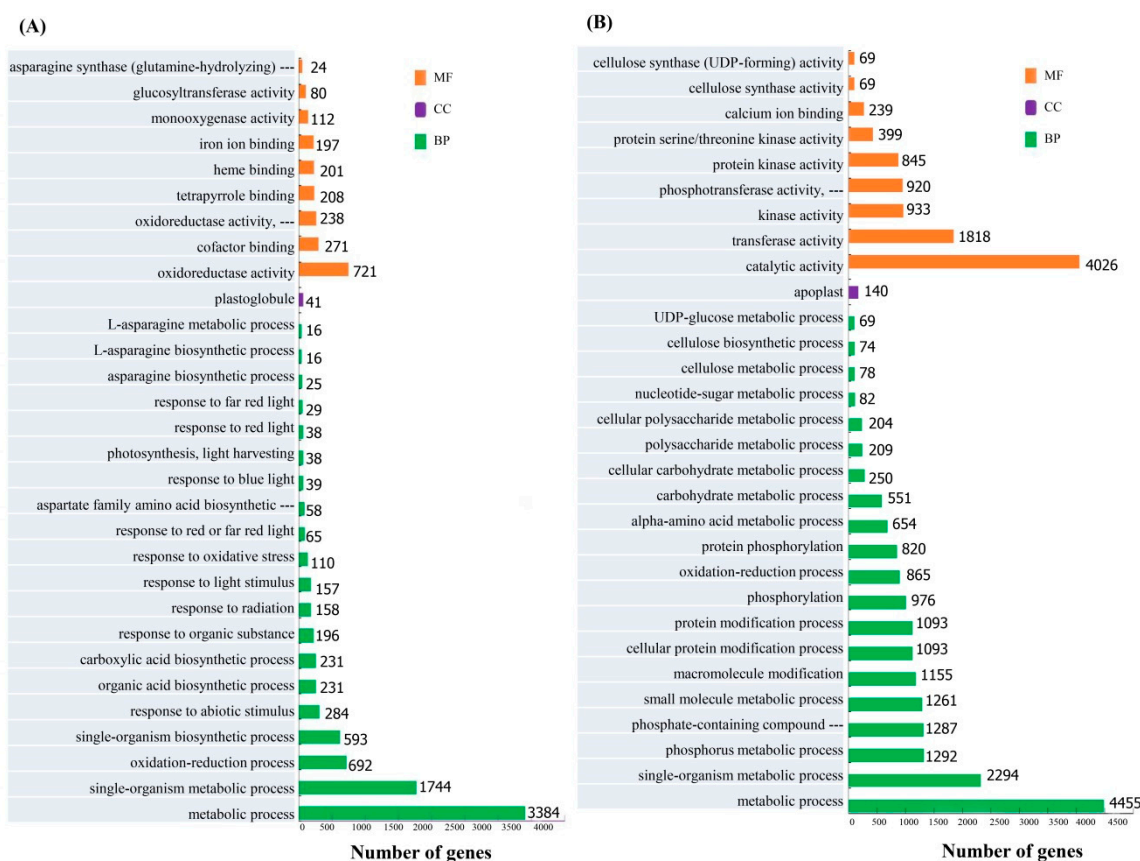 (A)
asparagine synthase (glutamine-hydrolyzing) --- 24
glucosyltransferase activity 80
monooxygenase activity 112
iron ion binding 197
heme binding 201
tetrapyrrole binding 208
oxidoreductase activity, --- 238
cofactor binding 271
oxidoreductase activity 721
plastoglobule 41
L-asparagine metabolic process 16
L-asparagine biosynthetic process 16
asparagine biosynthetic process 25
response to far red light 29
response to red light 38
photosynthesis, light harvesting 38
response to blue light 39
aspartate family amino acid biosynthetic --- 58
response to red or far red light 65
response to oxidative stress 110
response to light stimulus 157
response to radiation 158
response to organic substance 196
carboxylic acid biosynthetic process 231
organic acid biosynthetic process 231
response to abiotic stimulus 284
single-organism biosynthetic process 593
oxidation-reduction process 692
single-organism metabolic process 1744
metabolic process 3384
0 500 1000 1500 2000 2500 3000 3500 4000
Number of genes
MF
CC
BP
(B)
cellulose synthase (UDP-forming) activity 69
cellulose synthase activity 69
calcium ion binding 239
protein serine/threonine kinase activity 399
protein kinase activity 845
phosphotransferase activity, --- 920
kinase activity 933
transferase activity 1818
catalytic activity 4026
apoplast 140
UDP-glucose metabolic process 69
cellulose biosynthetic process 74
cellulose metabolic process 78
nucleotide-sugar metabolic process 82
cellular polysaccharide metabolic process 204
polysaccharide metabolic process 209
cellular carbohydrate metabolic process 250
carbohydrate metabolic process 551
alpha-amino acid metabolic process 654
protein phosphorylation 820
oxidation-reduction process 865
phosphorylation 976
protein modification process 1093
cellular protein modification process 1093
macromolecule modification 1155
small molecule metabolic process 1261
phosphate-containing compound --- 1287
phosphorus metabolic process 1292
single-organism metabolic process 2294
metabolic process 4455
0 500 1000 1500 2000 2500 3000 3500 4000 4500
Number of genes
MF
CC
BP